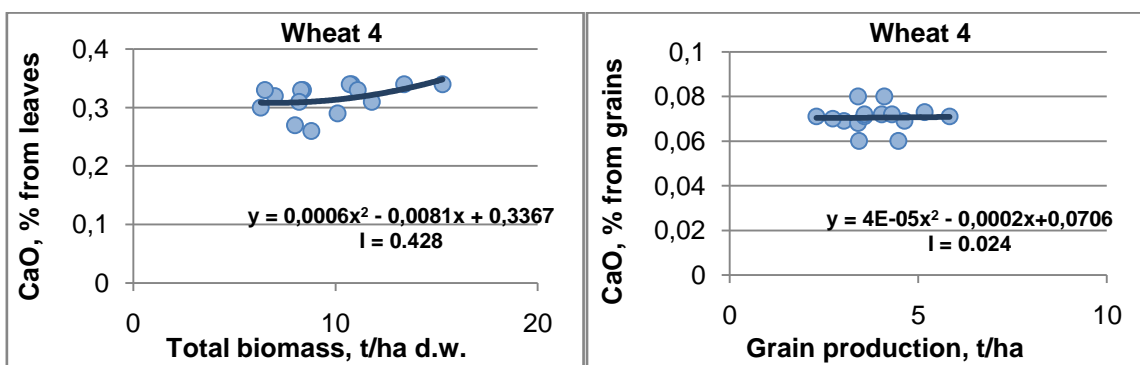 Wheat 4
CaO, % from leaves
0,4
0,3
0,2
0,1
0
y = 0,0006x² - 0,0081x + 0,3367
I = 0.428
0
10
20
Total biomass, t/ha d.w.
Wheat 4
CaO, % from grains
0,1
0,08
0,06
0,04
0,02
0
y = 4E-05x² - 0,0002x+0,0706
I = 0.024
0
5
10
Grain production, t/ha